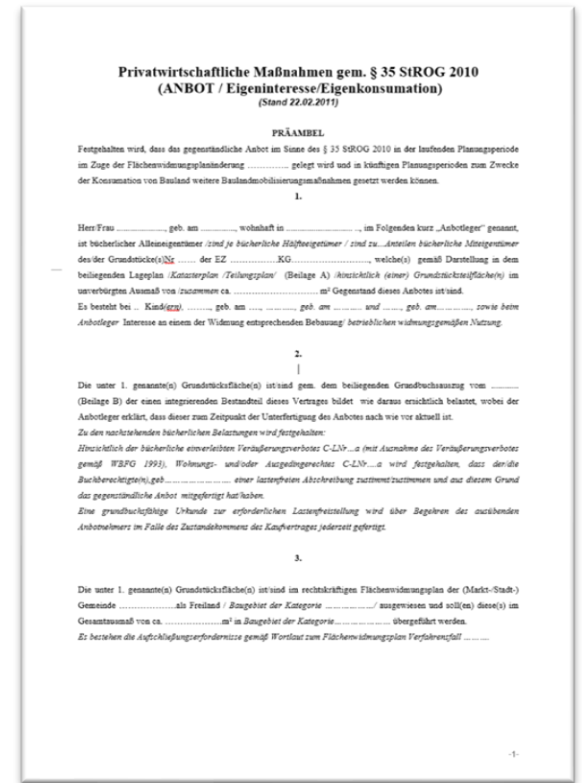 Privatwirtschaftliche Maßnahmen gem. § 35 StROG 2010
(ANBOT / Eigeninteresse/Eigenkonsumation)
(Stand 22.02.2011)
PRÄAMBEL
Festgehalten wird, dass das gegenständliche Anbot im Sinne des § 35 StROG 2010 in der laufenden Planungsperiode
im Zuge der Flächenwidmungsplanänderung .............. gelegt wird und in künftigen Planungsperioden zum Zwecke
der Konsumation von Bauland weitere Baulandmobilisierungsmaßnahmen gesetzt werden können.
1.
Herr/Frau .................., geb. am ............, wohnhaft in ......................... .., im Folgenden kurz „Anbotleger" genannt,
ist bücherlicher Alleineigentümer /sind je bücherliche Hälfteeigetümer / sind zu...Anteilen bücherliche Miteigentümer
des/der Grundstücke(s)Nr ...... der EZ ............KG..................., welche(s) gemäß Darstellung in dem
beiliegenden Lageplan /Katasterplan /Teilungsplan/ (Beilage A) /hinsichtlich (einer) Grundstücksteilfläche(n) im
unverbürgten Ausmaß von /zusammen ca. ............................ m² Gegenstand dieses Anbotes ist/sind.
Es besteht bei .. Kind(ern), ........, geb. am ...., .........., geb. am .......... und ......, geb. am..........., sowie beim
Anbotleger Interesse an einem der Widmung entsprechenden Bebauung/ betrieblichen widmungsgemäßen Nutzung.
2.
Die unter 1. genannte(n) Grundstücksfläche(n) ist/sind gem. dem beiliegenden Grundbuchsauszug vom ..........
(Beilage B) der einen integrierenden Bestandteil dieses Vertrages bildet wie daraus ersichtlich belastet, wobei der
Anbotleger erklärt, dass dieser zum Zeitpunkt der Unterfertigung des Anbotes nach wie vor aktuell ist.
Zu den nachstehenden bücherlichen Belastungen wird festgehalten:
Hinsichtlich der bücherliche einverleibten Veräußerungsverbotes C-LNr....a (mit Ausnahme des Veräußerungsverbotes
gemäß WBFG 1993), Wohnungs- und/oder Ausgedingerechtes C-LNr....a wird festgehalten, dass der/die
Buchberechtigte(n),geb.............. einer lastenfreien Abschreibung zustimmt/zustimmen und aus diesem Grund
das gegenständliche Anbot mitgefertigt hat/haben.
Eine grundbuchsfähige Urkunde zur erforderlichen Lastenfreistellung wird über Begehren des ausübenden
Anbotnehmers im Falle des Zustandekommens des Kaufvertrages jederzeit gefertigt.
3.
Die unter 1. genannte(n) Grundstücksfläche(n) ist/sind im rechtskräftigen Flächenwidmungsplan der (Markt-/Stadt-)
Gemeinde ....................als Freiland / Baugebiet der Kategorie ................../ ausgewiesen und soll(en) diese(s) im
Gesamtausmaß von ca. ....................m² in Baugebiet der Kategorie.................... übergeführt werden.
Es bestehen die Aufschließungserfordernisse gemäß Wortlaut zum Flächenwidmungsplan Verfahrensfall .........
-1-